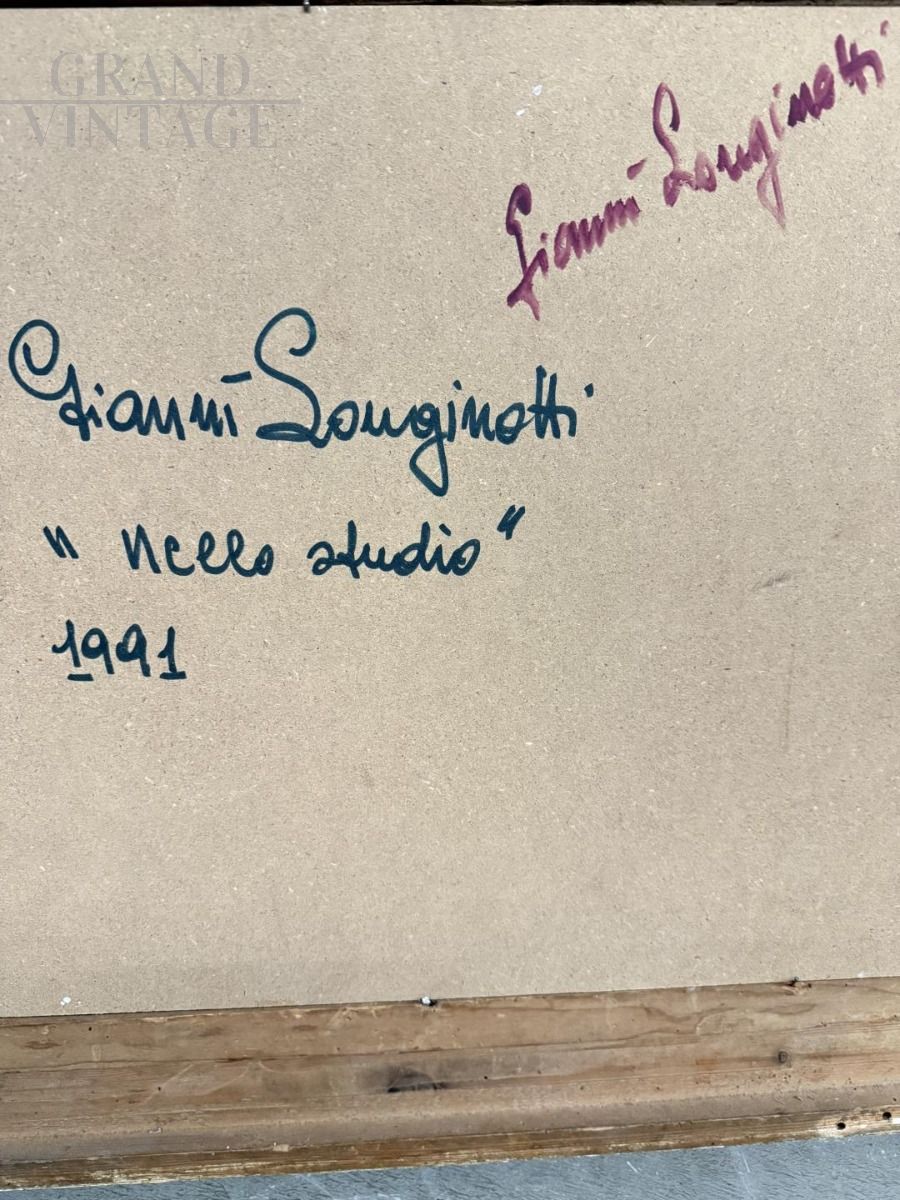 GRAND
VINTAGE
Gianni Longinotti
Gianni Longinotti
"Nello studio"
1991